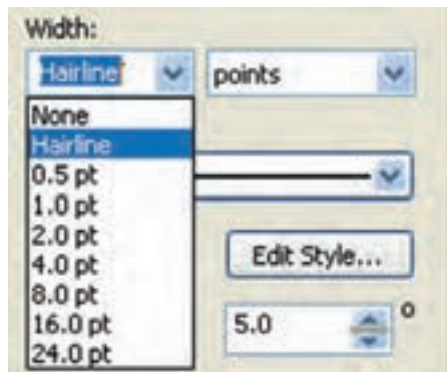 Width:
Hairline points
None
Hairline
0.5 pt
1.0 pt
2.0 pt
4.0 pt
Edit Style...
8.0 pt
16.0 pt
5.0 °
24.0 pt